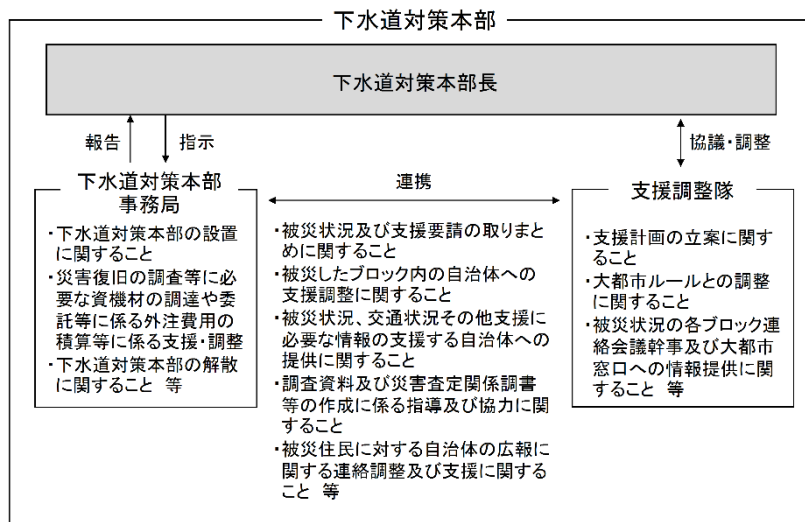 下水道対策本部
下水道対策本部長
報告
指示
協議・調整
下水道対策本部
事務局
・下水道対策本部の設置
に関すること
・災害復旧の調査等に必
要な資機材の調達や委
託等に係る外注費用の
積算等に係る支援・調整
・下水道対策本部の解散
に関すること 等
連携
・被災状況及び支援要請の取りまと
めに関すること
・被災したブロック内の自治体への
支援調整に関すること
・被災状況、交通状況その他支援に
必要な情報の支援する自治体への
提供に関すること
・調査資料及び災害査定関係調書
等の作成に係る指導及び協力に関
すること
・被災住民に対する自治体の広報に
関する連絡調整及び支援に関する
こと 等
支援調整隊
・支援計画の立案に関す
ること
・大都市ルールとの調整
に関すること
・被災状況の各ブロック連
絡会議幹事及び大都市
窓口への情報提供に関す
ること 等